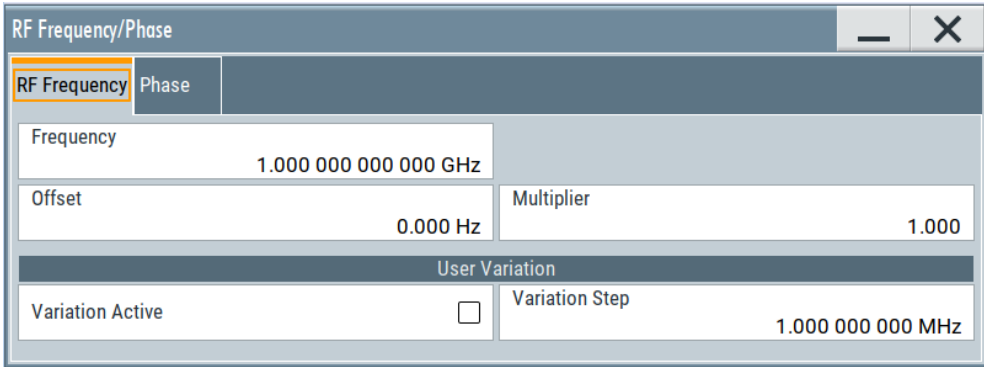 RF Frequency/Phase
RF Frequency Phase
Frequency
1.000 000 000 000 GHz
Offset
0.000 Hz
Multiplier
1.000
User Variation
Variation Active
Variation Step
1.000 000 000 MHz